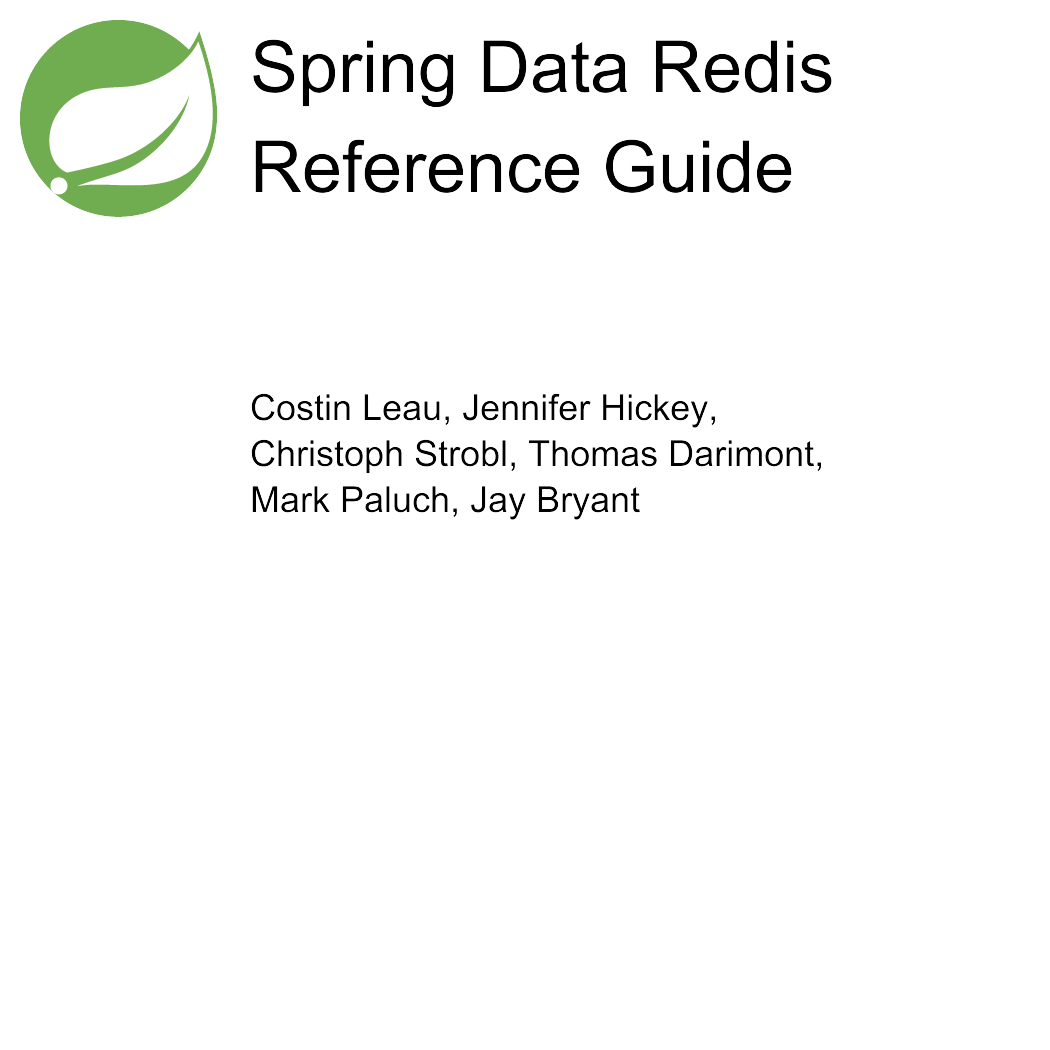 Spring Data Redis
Reference Guide
Costin Leau, Jennifer Hickey,
Christoph Strobl, Thomas Darimont,
Mark Paluch, Jay Bryant